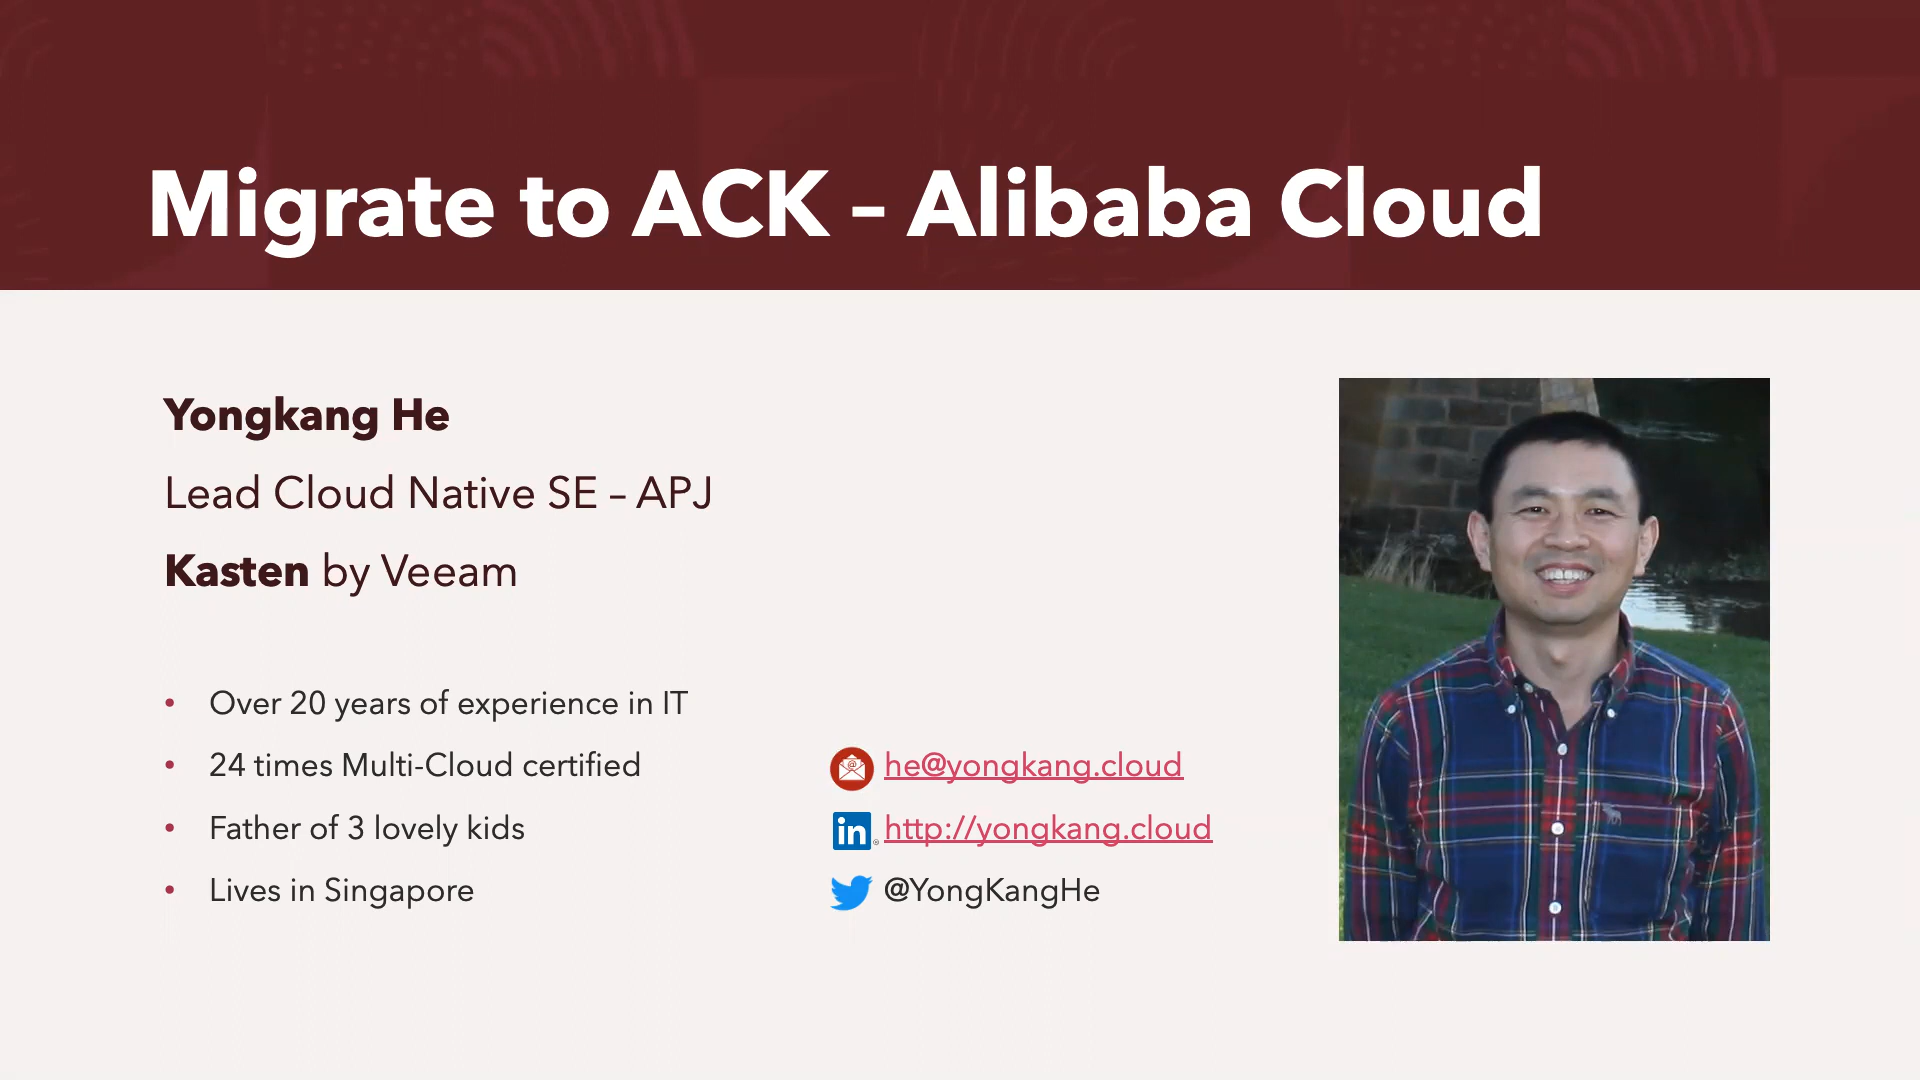 Migrate to ACK – Alibaba Cloud
Yongkang He
Lead Cloud Native SE – APJ
Kasten by Veeam
• Over 20 years of experience in IT
• 24 times Multi-Cloud certified
• Father of 3 lovely kids
• Lives in Singapore
he@yongkang.cloud
in http://yongkang.cloud
@YongKangHe